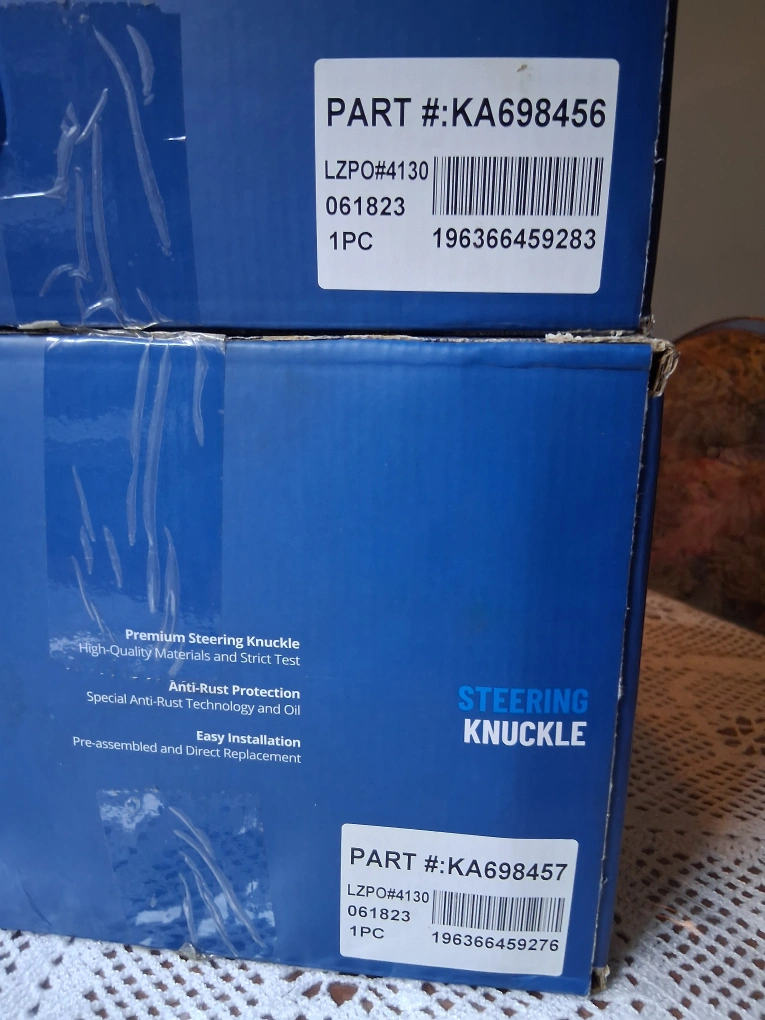 PART #:KA698456
LZPO#4130
061823
1PC
196366459283
Premium Steering Knuckle
High-Quality Materials and Strict Test
Anti-Rust Protection
Special Anti-Rust Technology and Oil
Easy Installation
Pre-assembled and Direct Replacement
STEERING
KNUCKLE
PART #:KA698457
LZPO#4130
061823
1PC
196366459276